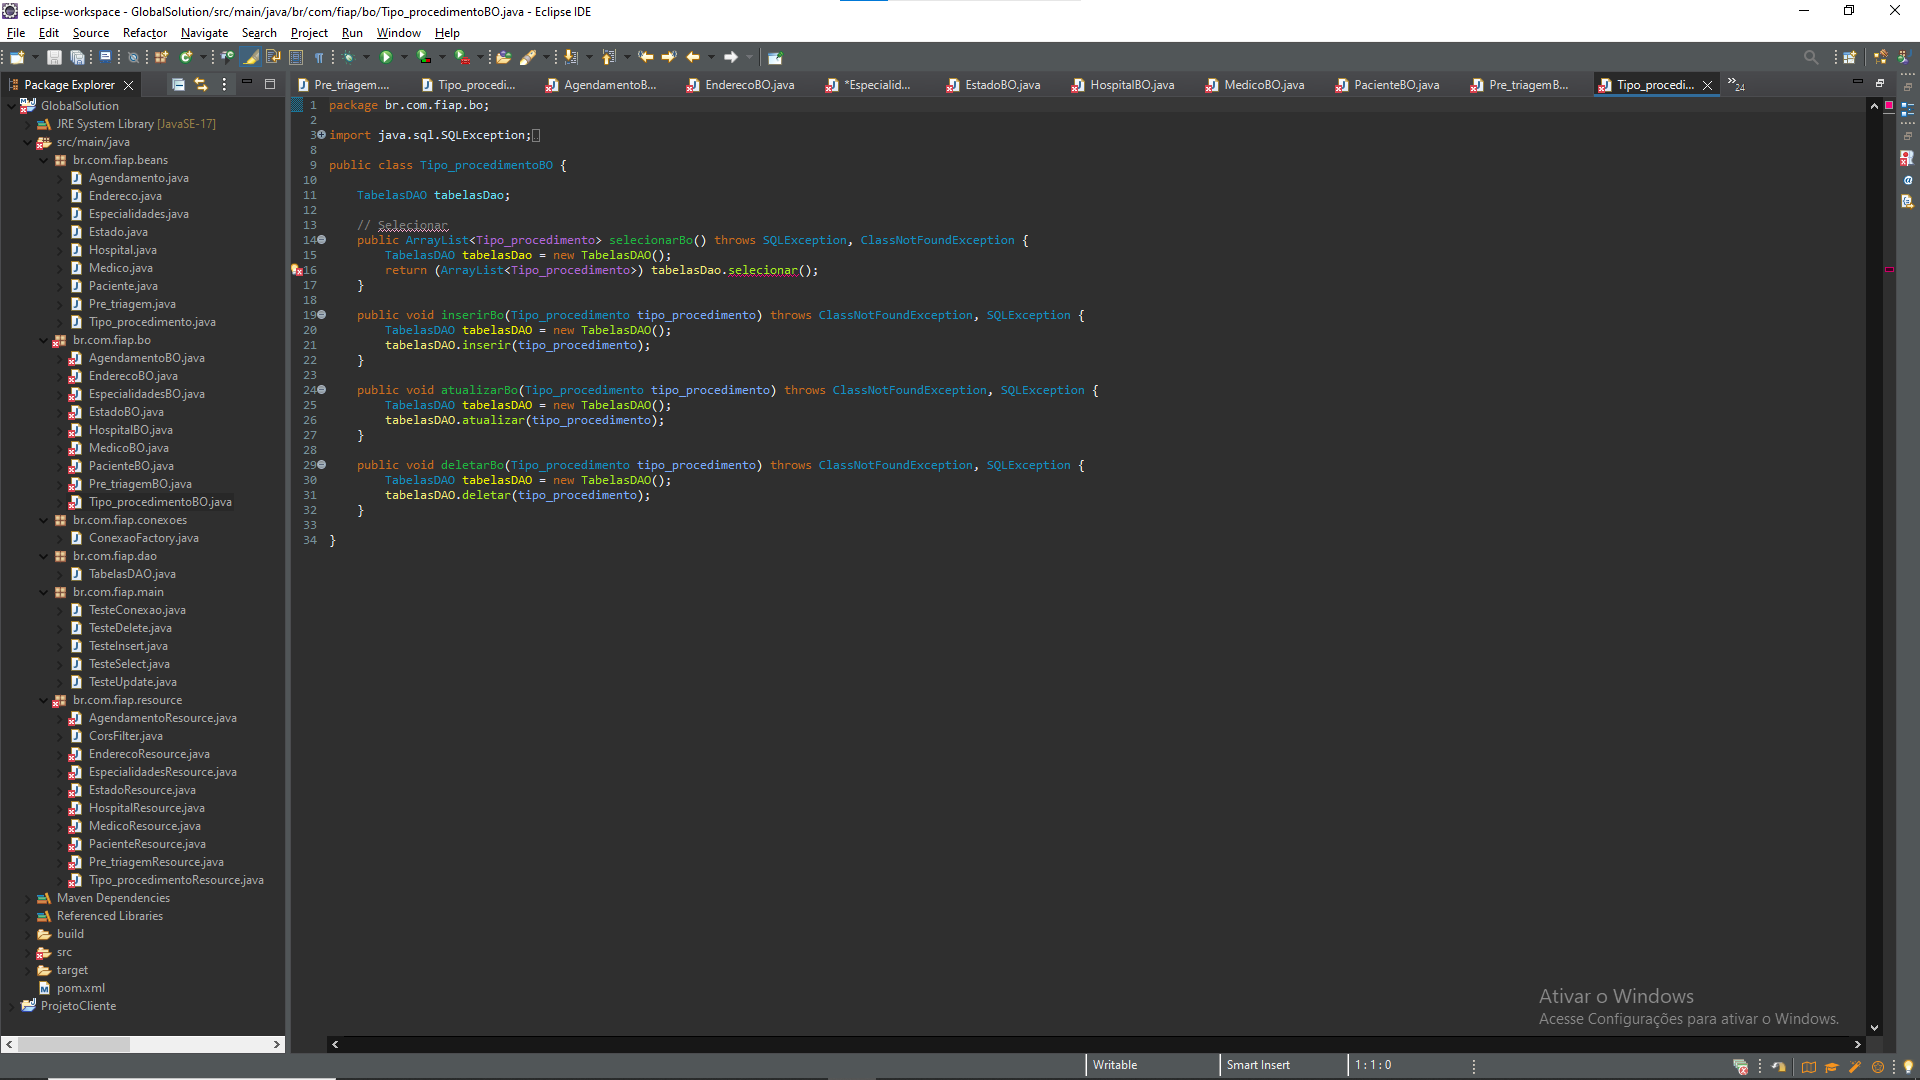 eclipse-workspace - GlobalSolution/src/main/java/br/com/fiap/bo/Tipo_procedimentoBO.java - Eclipse IDE
File Edit Source Refactor Navigate Search Project Run Window Help
Package Explorer
Pre_triagem.... Tipo_procedi... AgendamentoB... EnderecoBO.java *Especialid... EstadoBO.java HospitalBO.java MedicoBO.java PacienteBO.java Pre_triagemB... Tipo_procedi... 24
GlobalSolution
JRE System Library [JavaSE-17]
src/main/java
br.com.fiap.beans
Agendamento.java
Endereco.java
Especialidades.java
Estado.java
Hospital.java
Medico.java
Paciente.java
Pre_triagem.java
Tipo_procedimento.java
br.com.fiap.bo
AgendamentoBO.java
EnderecoBO.java
EspecialidadesBO.java
EstadoBO.java
HospitalBO.java
MedicoBO.java
PacienteBO.java
Pre_triagemBO.java
Tipo_procedimentoBO.java
br.com.fiap.conexoes
ConexaoFactory.java
br.com.fiap.dao
TabelasDAO.java
br.com.fiap.main
TesteConexao.java
TesteDelete.java
TesteInsert.java
TesteSelect.java
TesteUpdate.java
br.com.fiap.resource
AgendamentoResource.java
CorsFilter.java
EnderecoResource.java
EspecialidadesResource.java
EstadoResource.java
HospitalResource.java
MedicoResource.java
PacienteResource.java
Pre_triagemResource.java
Tipo_procedimentoResource.java
Maven Dependencies
Referenced Libraries
build
src
target
pom.xml
ProjetoCliente
1 package br.com.fiap.bo;
2
3 import java.sql.SQLException;
8
9 public class Tipo_procedimentoBO {
10
11 TabelasDAO tabelasDao;
12
13 // Selecionar
14 public ArrayList<Tipo_procedimento> selecionarBo() throws SQLException, ClassNotFoundException {
15 TabelasDAO tabelasDao = new TabelasDAO();
16 return (ArrayList<Tipo_procedimento>) tabelasDao.selecionar();
17 }
18
19 public void inserirBo(Tipo_procedimento tipo_procedimento) throws ClassNotFoundException, SQLException {
20 TabelasDAO tabelasDAO = new TabelasDAO();
21 tabelasDAO.inserir(tipo_procedimento);
22 }
23
24 public void atualizarBo(Tipo_procedimento tipo_procedimento) throws ClassNotFoundException, SQLException {
25 TabelasDAO tabelasDAO = new TabelasDAO();
26 tabelasDAO.atualizar(tipo_procedimento);
27 }
28
29 public void deletarBo(Tipo_procedimento tipo_procedimento) throws ClassNotFoundException, SQLException {
30 TabelasDAO tabelasDAO = new TabelasDAO();
31 tabelasDAO.deletar(tipo_procedimento);
32 }
33
34 }
Ativar o Windows
Acesse Configurações para ativar o Windows.
Writable Smart Insert 1 : 1 : 0